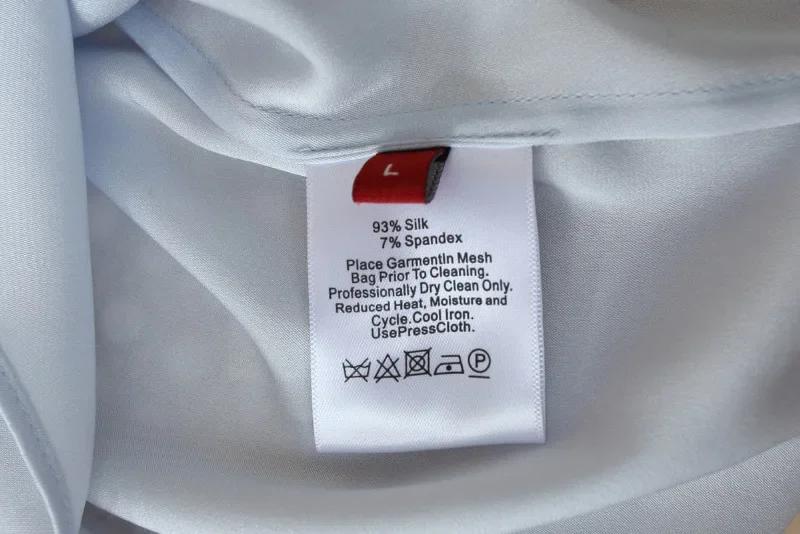 L
93% Silk
7% Spandex
Place GarmentIn Mesh
Bag Prior To Cleaning.
Professionally Dry Clean Only.
Reduced Heat, Moisture and
Cycle.Cool Iron.
UsePressCloth.
P